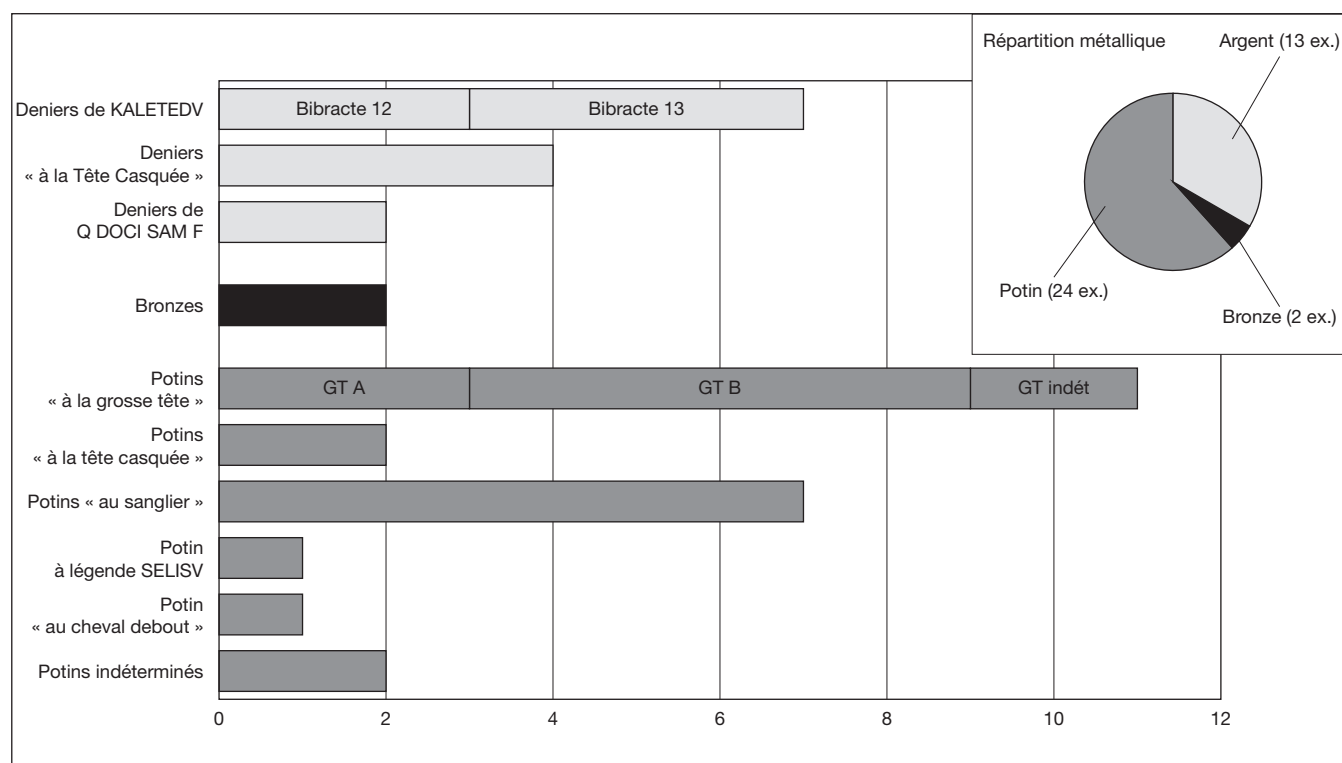 Répartition métallique
Argent (13 ex.)
Potin (24 ex.)
Bronze (2 ex.)
Deniers de KALETEDV
Bibracte 12
Bibracte 13
Deniers
« à la Tête Casquée »
Deniers de
Q DOCI SAM F
Bronzes
Potins
« à la grosse tête »
GT A
GT B
GT indét
Potins
« à la tête casquée »
Potins « au sanglier »
Potin
à légende SELISV
Potin
« au cheval debout »
Potins indéterminés
0 2 4 6 8 10 12